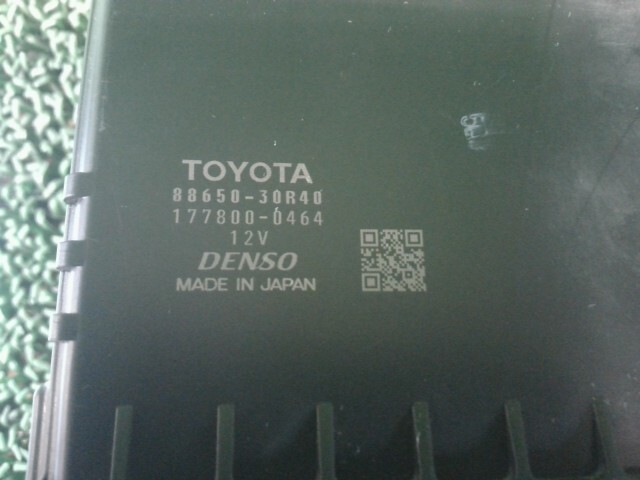 TOYOTA
88650-30R40
177800-0464
12V
DENSO
MADE IN JAPAN